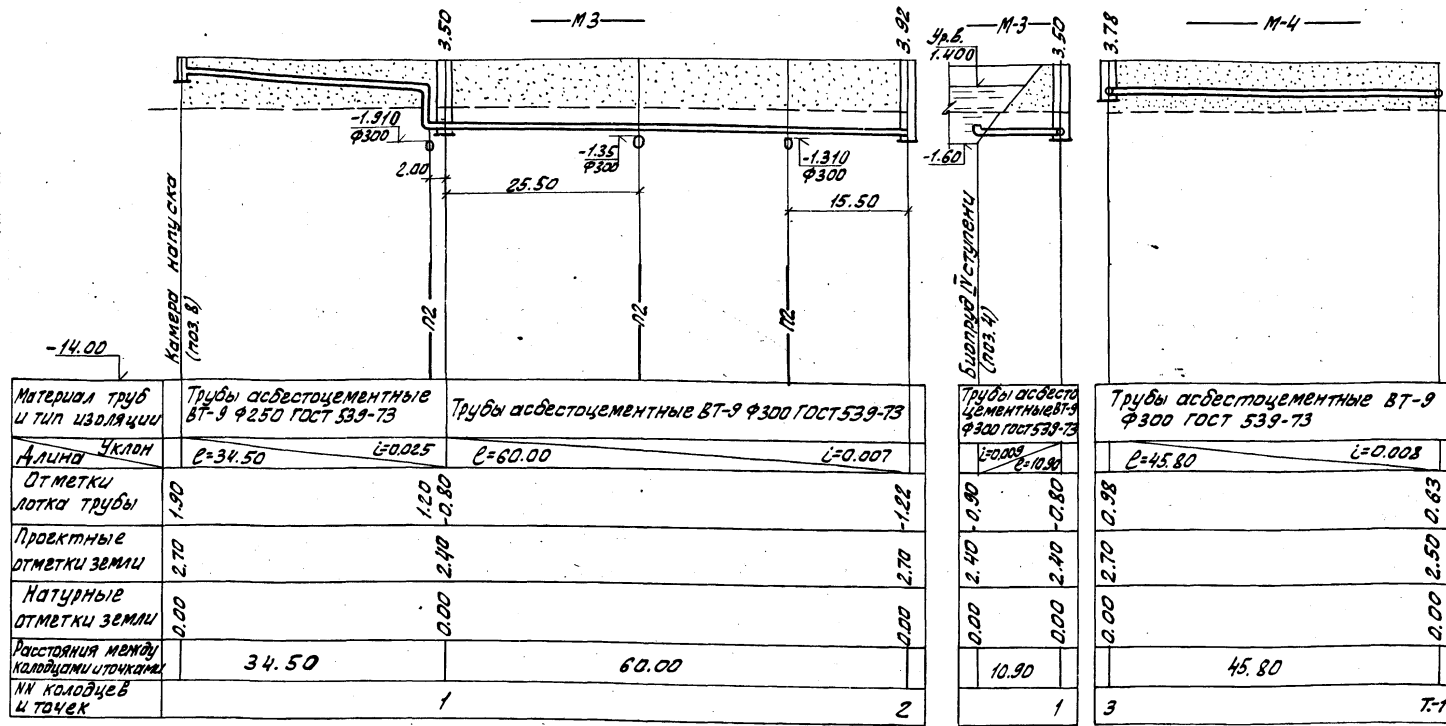 М3
3.50
3.92
М-3
3.50
3.78
М-4
Ур.в.
1.400
-1.910
Ф300
2.00
-1.35
Ф300
-1.310
Ф300
-1.60
25.50
15.50
Камера напуска
(поз. 8)
п2
п2
п2
Биопруд IV ступени
(поз. 4)
-14.00
Материал труб
и тип изоляции
Трубы асбестоцементные
ВТ-9 Ф250 ГОСТ 539-73
Трубы асбестоцементные ВТ-9 Ф300 ГОСТ 539-73
Трубы асбесто
цементные ВТ-9
Ф300 ГОСТ 539-73
Трубы асбестоцементные ВТ-9
Ф300 ГОСТ 539-73
Уклон
Длина
ℓ=34.50
i=0.025
ℓ=60.00
i=0.007
i=0.009
ℓ=10.90
ℓ=45.80
i=0.008
Отметки
лотка трубы
1.90
1.20
-0.80
-1.22
-0.90
-0.80
0.98
0.63
Проектные
отметки земли
2.70
2.40
2.70
2.40
2.40
2.70
2.50
Натурные
отметки земли
0.00
0.00
0.00
0.00
0.00
0.00
0.00
Расстояния между
колодцами и точками
34.50
60.00
10.90
45.80
NN колодцев
и точек
1
2
1
3
Т.-1